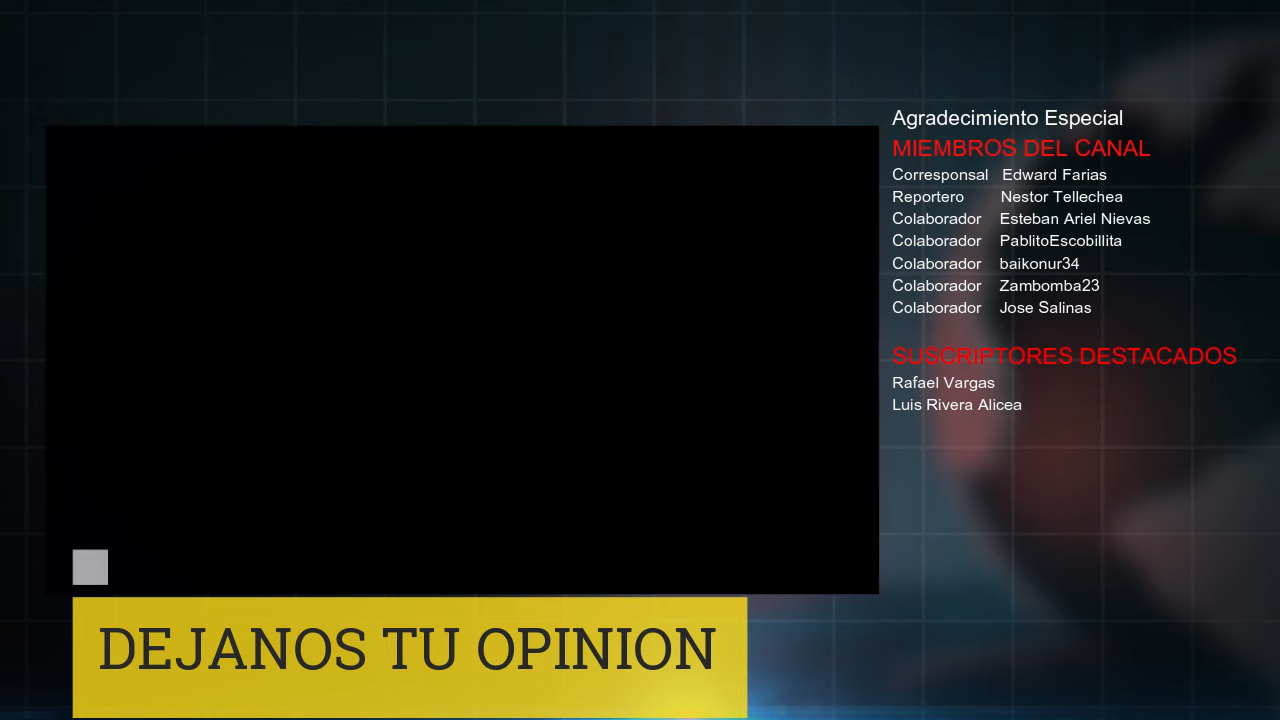 Agradecimiento Especial
MIEMBROS DEL CANAL
Corresponsal Edward Farias
Reportero Nestor Tellechea
Colaborador Esteban Ariel Nievas
Colaborador PablitoEscobillita
Colaborador baikonur34
Colaborador Zambomba23
Colaborador Jose Salinas
SUSCRIPTORES DESTACADOS
Rafael Vargas
Luis Rivera Alicea
DEJANOS TU OPINION